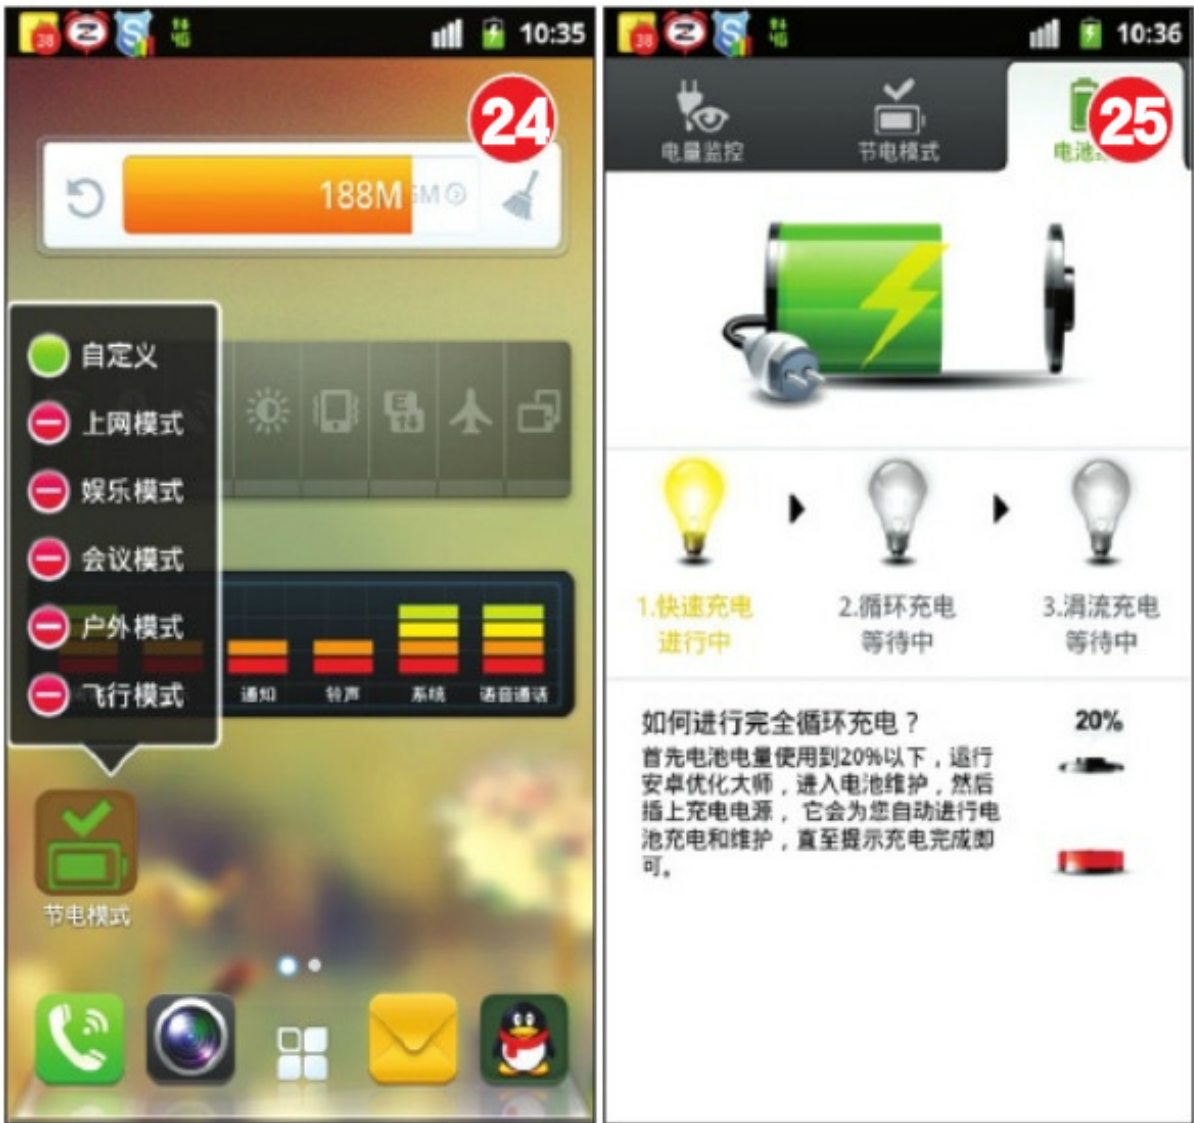 38
4G
10:35
24
188M
自定义
上网模式
娱乐模式
会议模式
户外模式
飞行模式
通知
铃声
系统
语音通话
节电模式
38
4G
10:36
25
电量监控
节电模式
电池
1.快速充电
进行中
2.循环充电
等待中
3.涓流充电
等待中
如何进行完全循环充电？
20%
首先电池电量使用到20%以下，运行
安卓优化大师，进入电池维护，然后
插上充电电源， 它会为您自动进行电
池充电和维护，直至提示充电完成即
可。